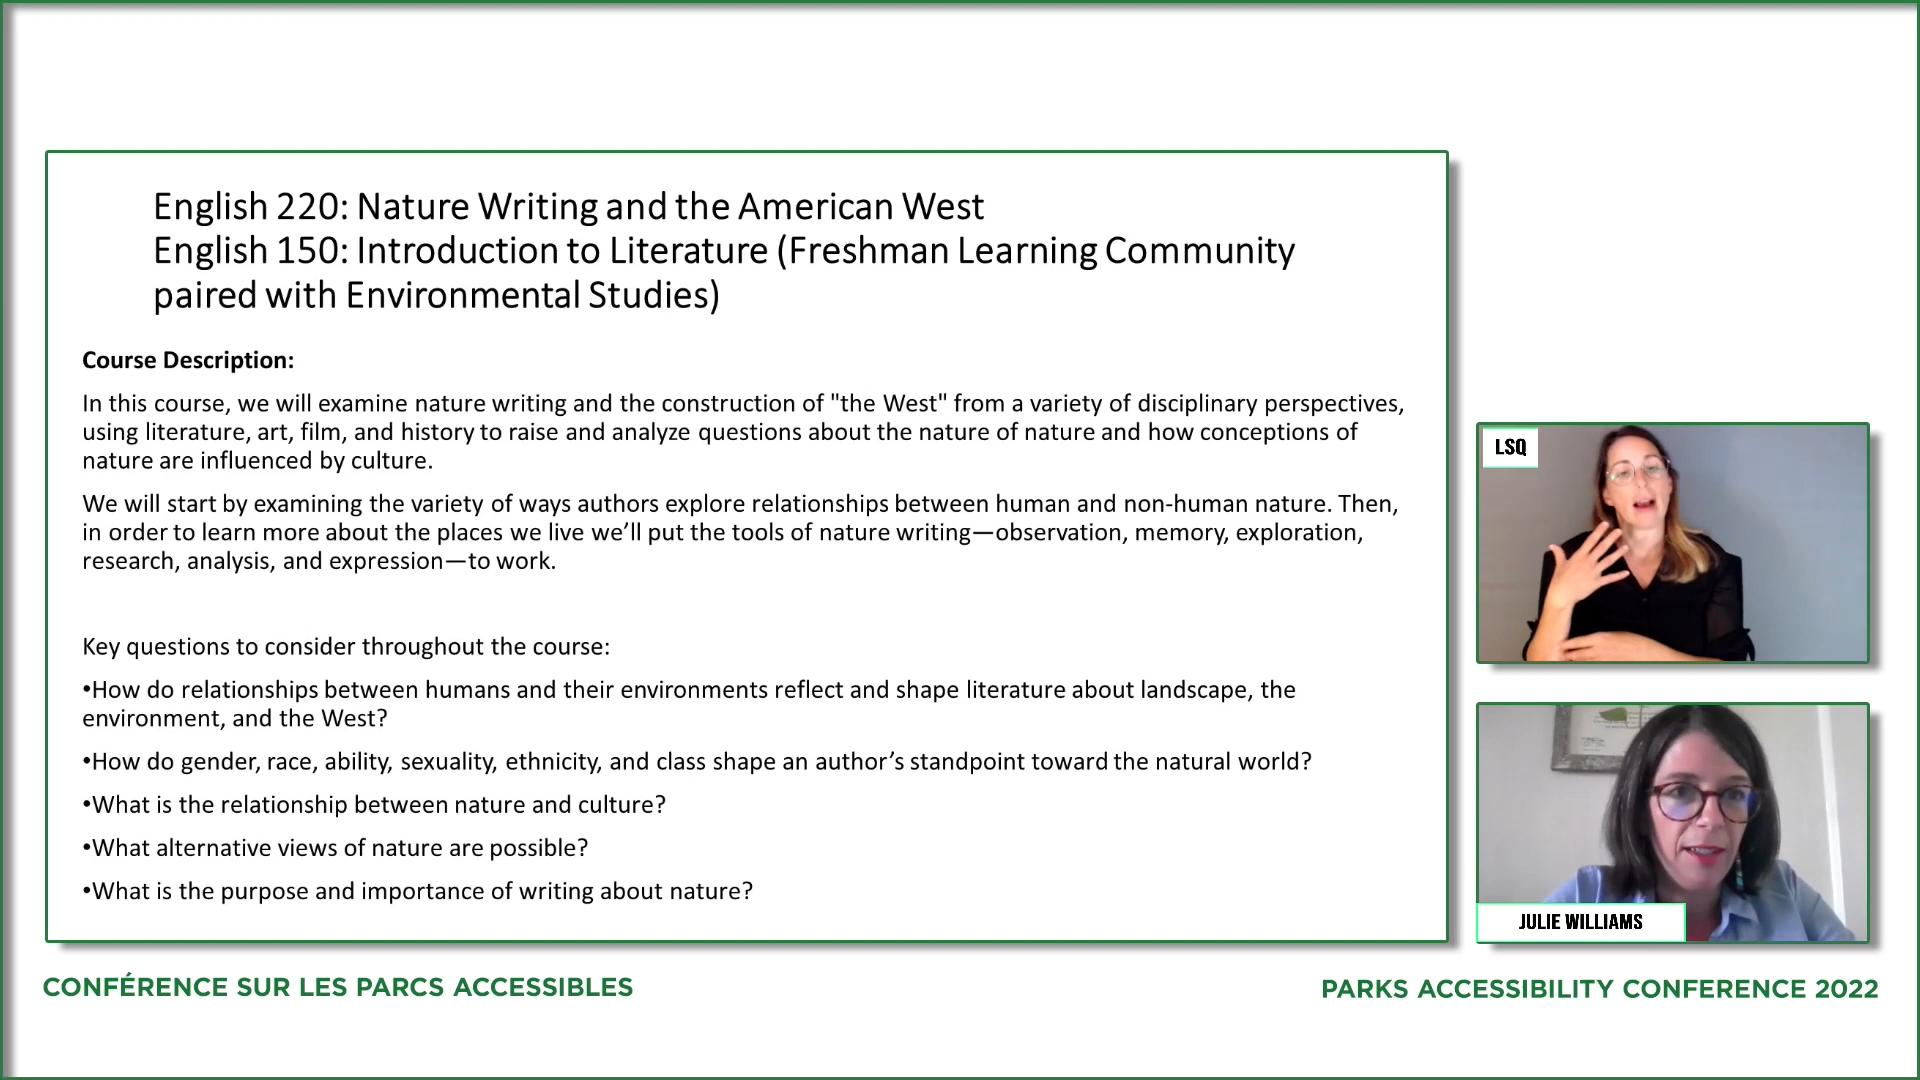 English 220: Nature Writing and the American West
English 150: Introduction to Literature (Freshman Learning Community
paired with Environmental Studies)
Course Description:
In this course, we will examine nature writing and the construction of "the West" from a variety of disciplinary perspectives,
using literature, art, film, and history to raise and analyze questions about the nature of nature and how conceptions of
nature are influenced by culture.
We will start by examining the variety of ways authors explore relationships between human and non-human nature. Then,
in order to learn more about the places we live we’ll put the tools of nature writing—observation, memory, exploration,
research, analysis, and expression—to work.
Key questions to consider throughout the course:
•How do relationships between humans and their environments reflect and shape literature about landscape, the
environment, and the West?
•How do gender, race, ability, sexuality, ethnicity, and class shape an author’s standpoint toward the natural world?
•What is the relationship between nature and culture?
•What alternative views of nature are possible?
•What is the purpose and importance of writing about nature?
LSQ
JULIE WILLIAMS
CONFÉRENCE SUR LES PARCS ACCESSIBLES
PARKS ACCESSIBILITY CONFERENCE 2022